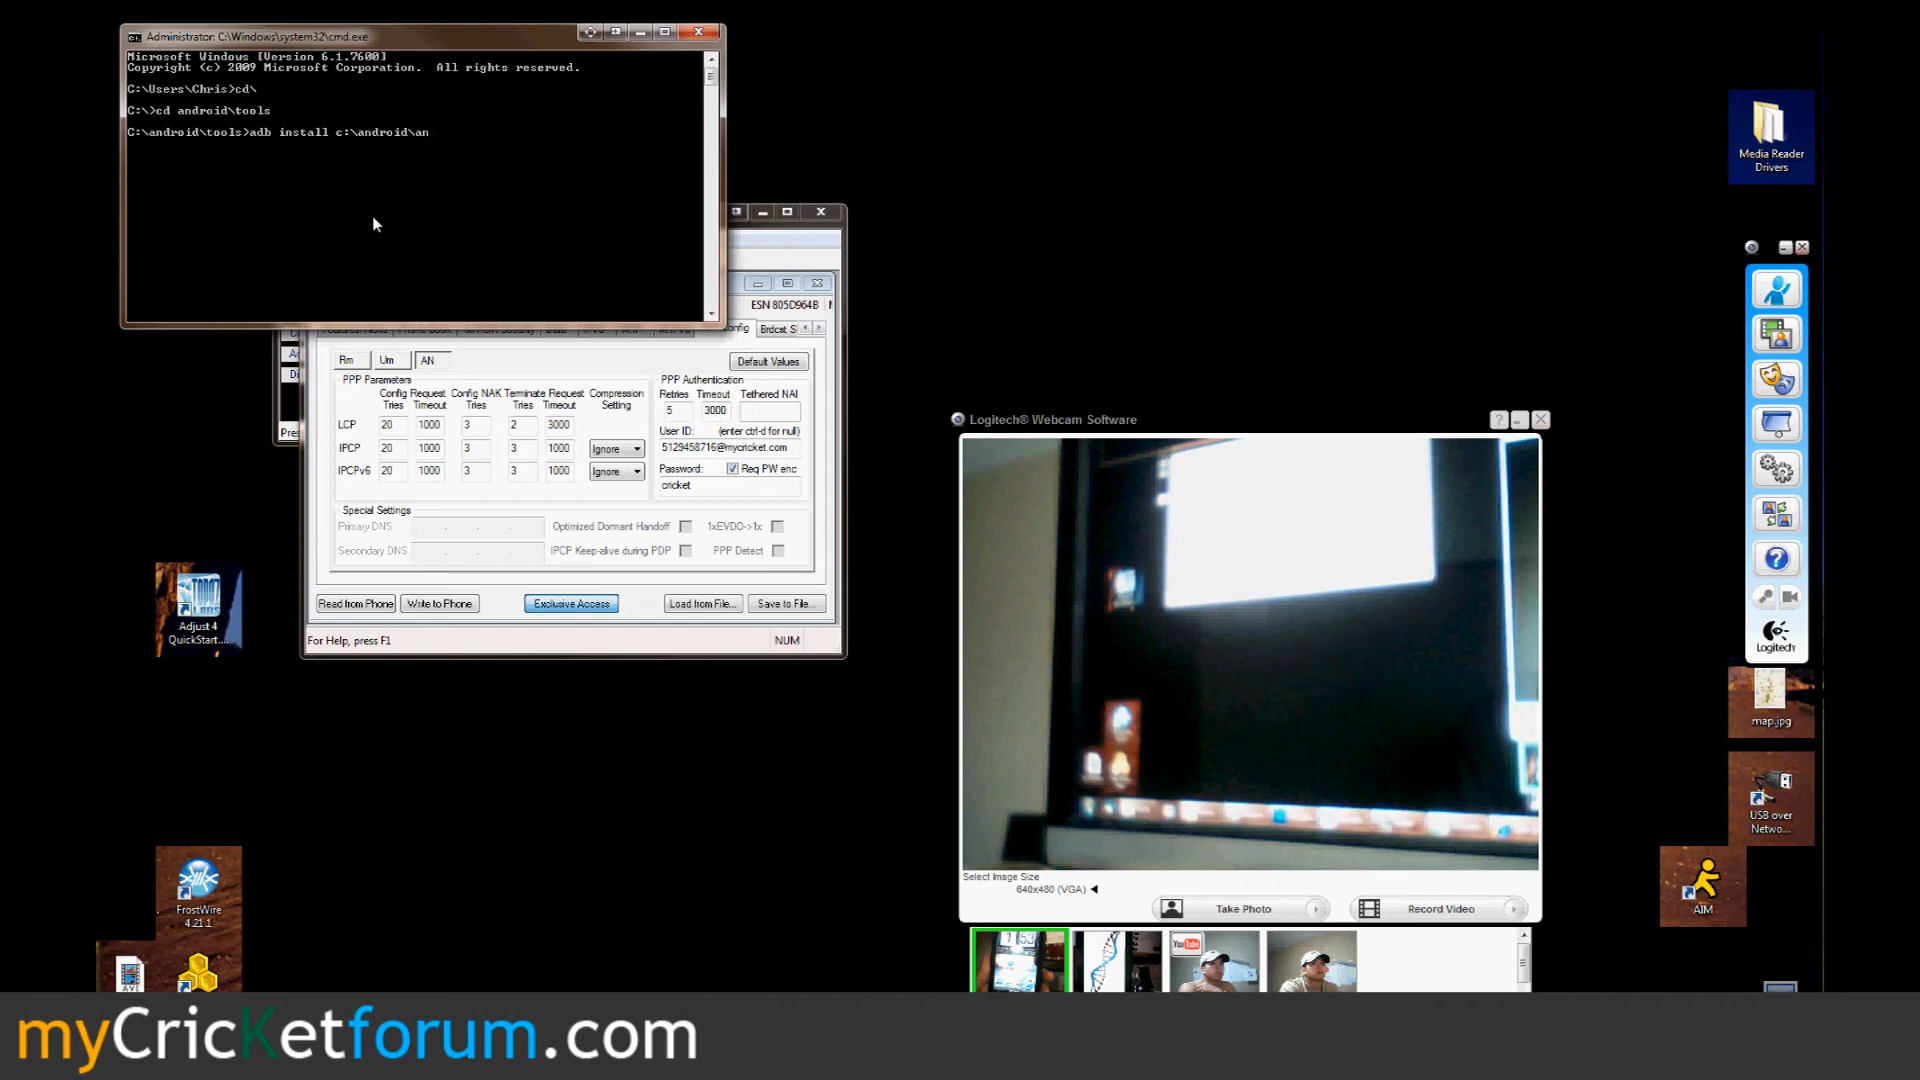 Administrator: C:\Windows\system32\cmd.exe
Microsoft Windows [Version 6.1.7600]
Copyright (c) 2009 Microsoft Corporation.  All rights reserved.
C:\Users\Chris>cd\
C:\>cd android\tools
C:\android\tools>adb install c:\android\an
Media Reader
Drivers
ESN 805D964B
Config Brdcat S
Rm Um AN Default Values
PPP Parameters
Config Request Config NAK Terminate Request Compression
Tries Timeout Tries Tries Timeout Setting
LCP 20 1000 3 2 3000
IPCP 20 1000 3 3 1000 Ignore
IPCPv6 20 1000 3 3 1000 Ignore
PPP Authentication
Retries Timeout Tethered NAI
5 3000
User ID: (enter ctrl-d for null)
5129458716@mycricket.com
Password: Req PW enc
cricket
Special Settings
Primary DNS Optimized Dormant Handoff 1xEVDO->1x
Secondary DNS IPCP Keep-alive during PDP PPP Detect
Read from Phone Write to Phone Exclusive Access Load from File... Save to File...
For Help, press F1 NUM
Logitech® Webcam Software
Select Image Size
640x480 (VGA)
Take Photo Record Video
YouTube
Logitech
Adjust 4
QuickStart....
FrostWire
4.21.1
AVI
map.jpg
USB over
Netwo...
AIM
myCricKetforum.com